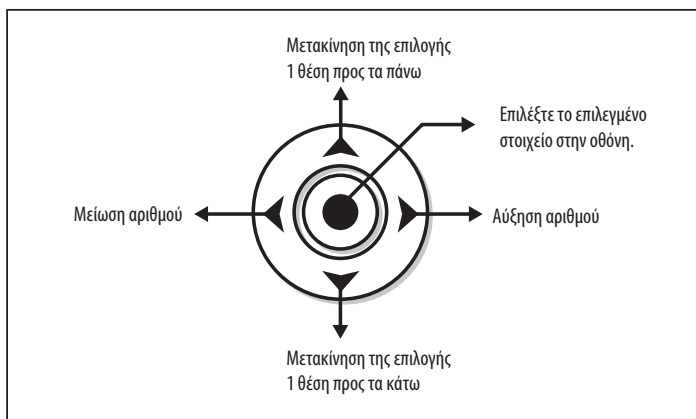 Μετακίνηση της επιλογής
1 θέση προς τα πάνω
Επιλέξτε το επιλεγμένο
στοιχείο στην οθόνη.
Μείωση αριθμού
Αύξηση αριθμού
Μετακίνηση της επιλογής
1 θέση προς τα κάτω